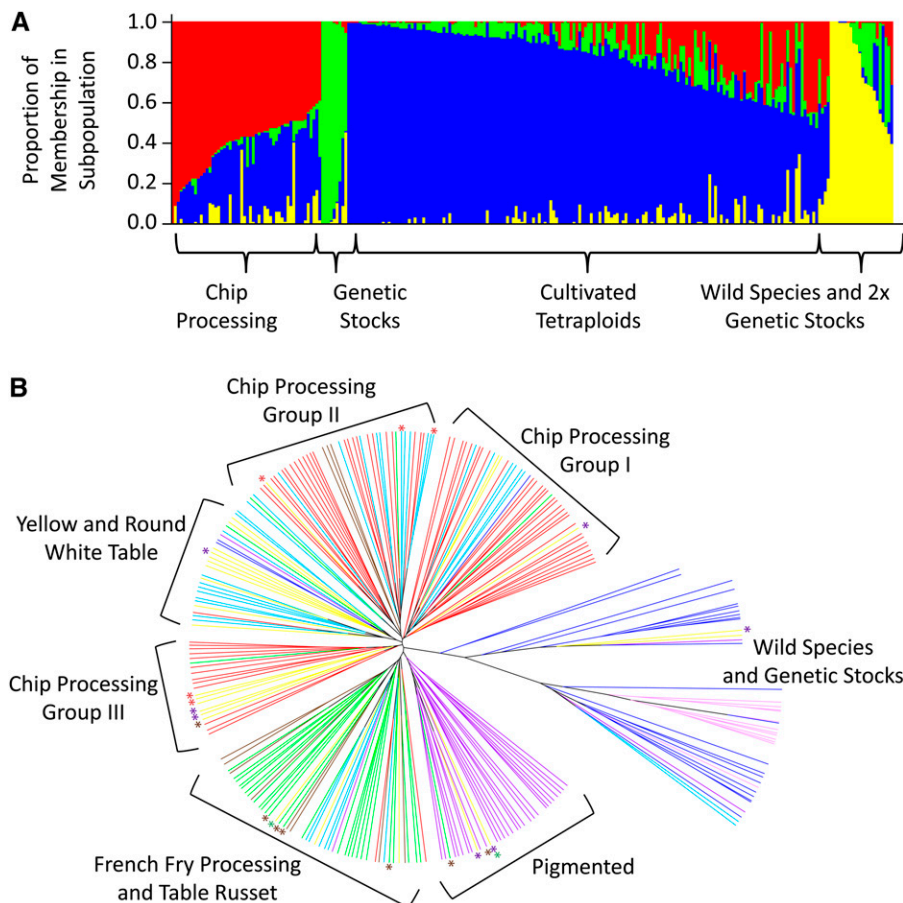 A
Proportion of
Membership in
Subpopulation
1.0
0.8
0.6
0.4
0.2
0.0
Chip
Processing
Genetic
Stocks
Cultivated
Tetraploids
Wild Species and 2x
Genetic Stocks
B
Chip Processing
Group II
Chip Processing
Group I
Yellow and Round
White Table
Wild Species
and Genetic Stocks
Chip Processing
Group III
French Fry Processing
and Table Russet
Pigmented